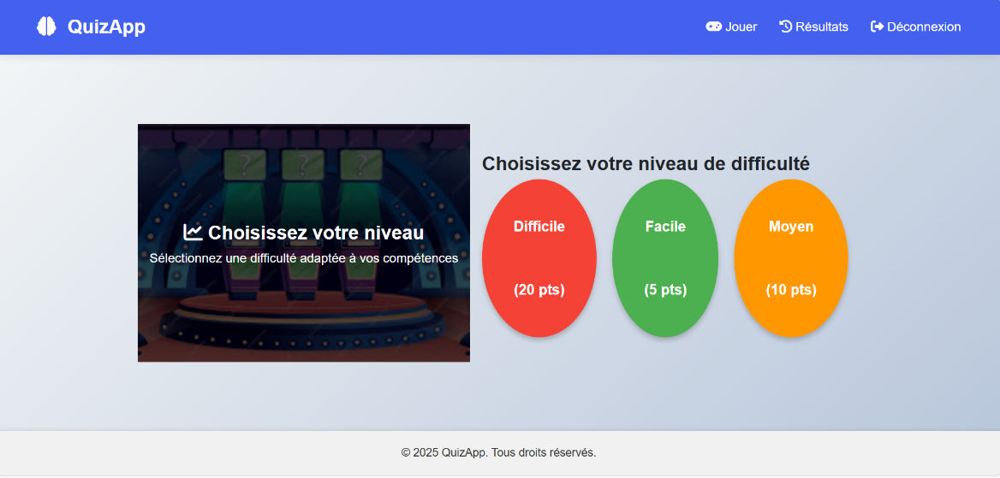 QuizApp
Jouer
Résultats
Déconnexion
Choisissez votre niveau
Sélectionnez une difficulté adaptée à vos compétences
Choisissez votre niveau de difficulté
Difficile
(20 pts)
Facile
(5 pts)
Moyen
(10 pts)
© 2025 QuizApp. Tous droits réservés.